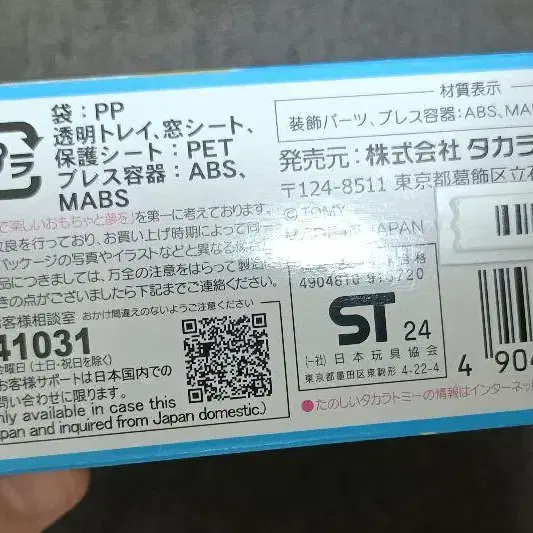 プラ
袋:PP
透明トレイ、窓シート、
保護シート:PET
ブレス容器:ABS、
MABS
で楽しいおもちゃと夢を」を第一に考えております。
改良を行っており、お買い上げ時期によって同一
パッケージの写真やイラストなどと異なる
品につきましては、万全の注意をはらって製造
きの点がございましたら下記までご連絡
お客様相談室 おかけ間違えのないようご注意ください
41031
金曜日(土・日・祝日を除く)
お客様サポートは日本国内での
問い合わせに限ります。
nly available in case this
apan and inquired from Japan domestic.)
材質表示
装飾パーツ、ブレス容器:ABS、MA
発売元:株式会社 タカラ
〒124-8511 東京都葛飾区立石
© TOMY
JAPAN
合格
ST 24
(一社)日本玩具協会
東京都墨田区東駒形 4-22-4
4 904
●たのしいタカラトミーの情報はインターネッ